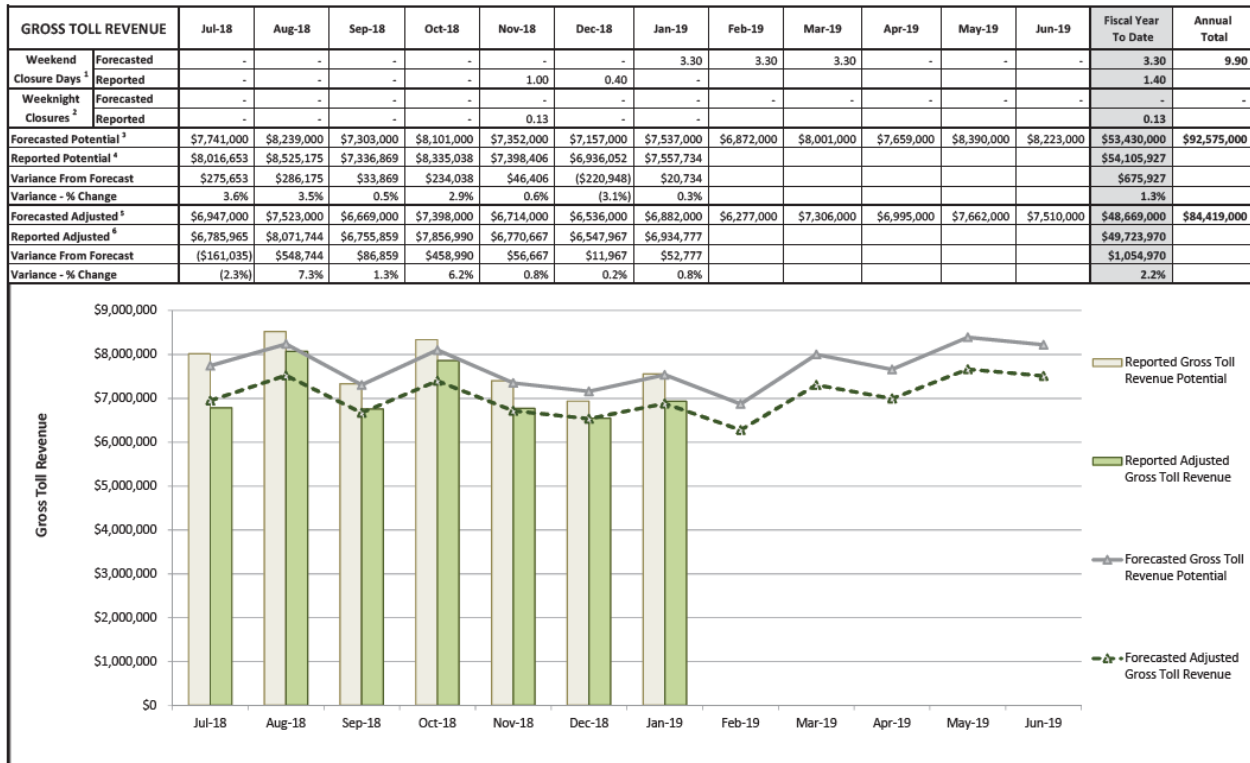 GROSS TOLL REVENUE Jul-18 Aug-18 Sep-18 Oct-18 Nov-18 Dec-18 Jan-19 Feb-19 Mar-19 Apr-19 May-19 Jun-19 Fiscal Year To Date Annual Total
Weekend Closure Days 1 Forecasted - - - - - - 3.30 3.30 3.30 - - - 3.30 9.90
Reported - - - - 1.00 0.40 - 1.40
Weeknight Closures 2 Forecasted - - - - - - - - - - - - - -
Reported - - - - 0.13 - - 0.13
Forecasted Potential 3 $7,741,000 $8,239,000 $7,303,000 $8,101,000 $7,352,000 $7,157,000 $7,537,000 $6,872,000 $8,001,000 $7,659,000 $8,390,000 $8,223,000 $53,430,000 $92,575,000
Reported Potential 4 $8,016,653 $8,525,175 $7,336,869 $8,335,038 $7,398,406 $6,936,052 $7,557,734 $54,105,927
Variance From Forecast $275,653 $286,175 $33,869 $234,038 $46,406 ($220,948) $20,734 $675,927
Variance - % Change 3.6% 3.5% 0.5% 2.9% 0.6% (3.1%) 0.3% 1.3%
Forecasted Adjusted 5 $6,947,000 $7,523,000 $6,669,000 $7,398,000 $6,714,000 $6,536,000 $6,882,000 $6,277,000 $7,306,000 $6,995,000 $7,662,000 $7,510,000 $48,669,000 $84,419,000
Reported Adjusted 6 $6,785,965 $8,071,744 $6,755,859 $7,856,990 $6,770,667 $6,547,967 $6,934,777 $49,723,970
Variance From Forecast ($161,035) $548,744 $86,859 $458,990 $56,667 $11,967 $52,777 $1,054,970
Variance - % Change (2.3%) 7.3% 1.3% 6.2% 0.8% 0.2% 0.8% 2.2%
Gross Toll Revenue
$9,000,000
$8,000,000
$7,000,000
$6,000,000
$5,000,000
$4,000,000
$3,000,000
$2,000,000
$1,000,000
$0
Jul-18 Aug-18 Sep-18 Oct-18 Nov-18 Dec-18 Jan-19 Feb-19 Mar-19 Apr-19 May-19 Jun-19
Reported Gross Toll
Revenue Potential
Reported Adjusted
Gross Toll Revenue
Forecasted Gross Toll
Revenue Potential
Forecasted Adjusted
Gross Toll Revenue